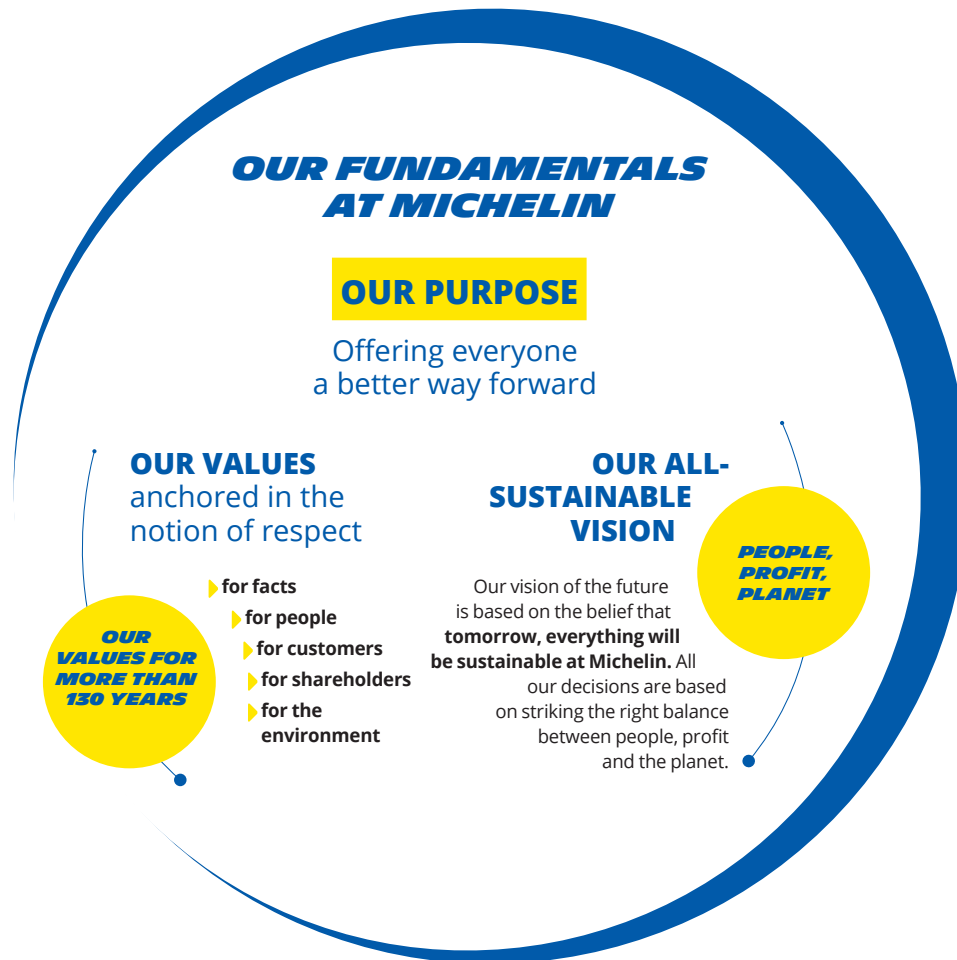 OUR FUNDAMENTALS
AT MICHELIN
OUR PURPOSE
Offering everyone
a better way forward
OUR VALUES
anchored in the
notion of respect
for facts
for people
for customers
for shareholders
for the
environment
OUR
VALUES FOR
MORE THAN
130 YEARS
OUR ALL-
SUSTAINABLE
VISION
Our vision of the future
is based on the belief that
tomorrow, everything will
be sustainable at Michelin. All
our decisions are based
on striking the right balance
between people, profit
and the planet.
PEOPLE,
PROFIT,
PLANET